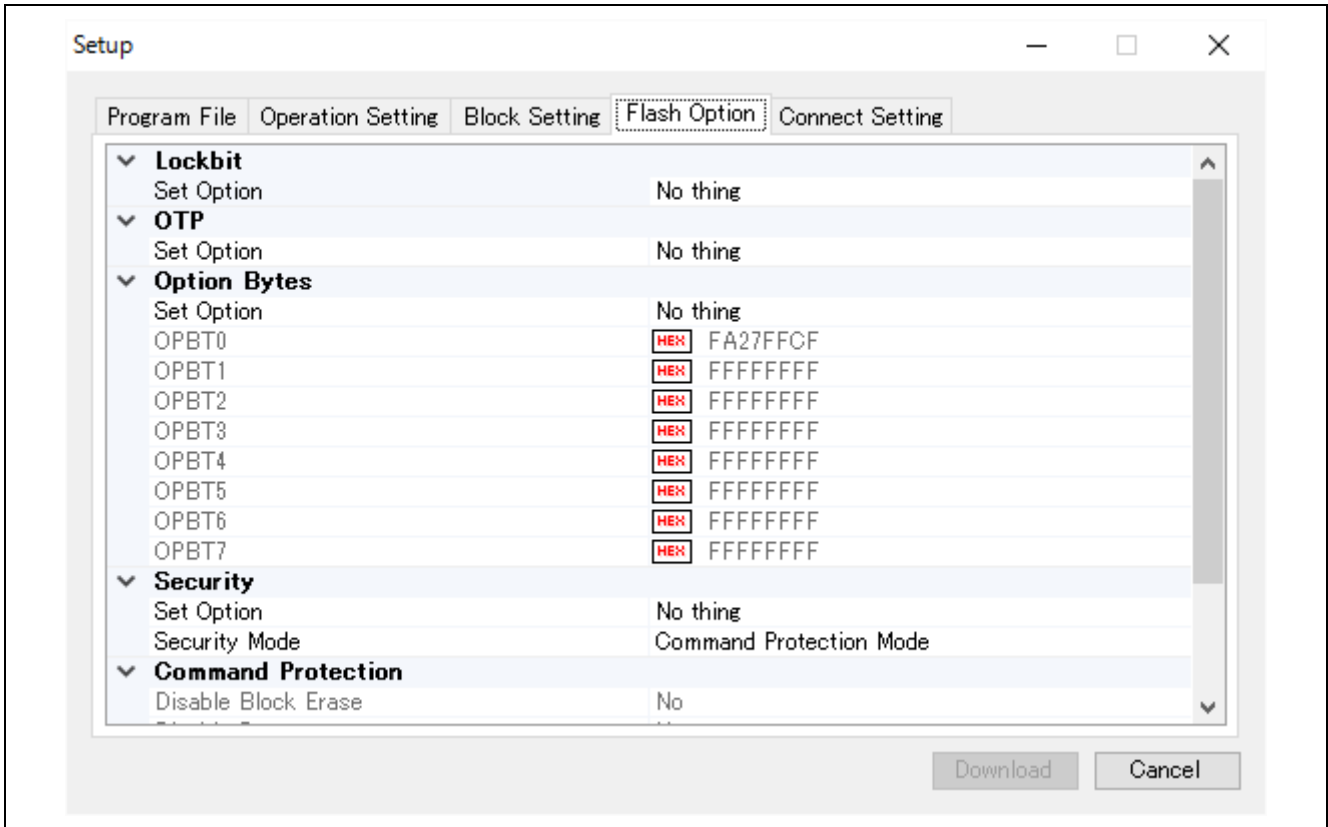 Setup
Program File Operation Setting Block Setting Flash Option Connect Setting
Lockbit
Set Option No thing
OTP
Set Option No thing
Option Bytes
Set Option No thing
OPBT0 HEX FA27FFCF
OPBT1 HEX FFFFFFFF
OPBT2 HEX FFFFFFFF
OPBT3 HEX FFFFFFFF
OPBT4 HEX FFFFFFFF
OPBT5 HEX FFFFFFFF
OPBT6 HEX FFFFFFFF
OPBT7 HEX FFFFFFFF
Security
Set Option No thing
Security Mode Command Protection Mode
Command Protection
Disable Block Erase No
Download Cancel